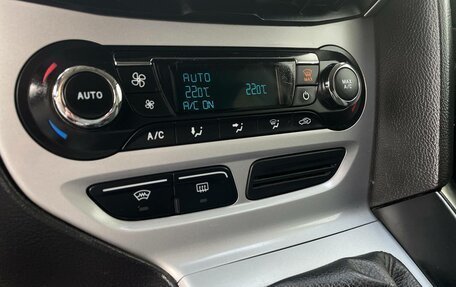 AUTO
AUTO
22.0°C 22.0°C
A/C ON
MAX A/C
A/C